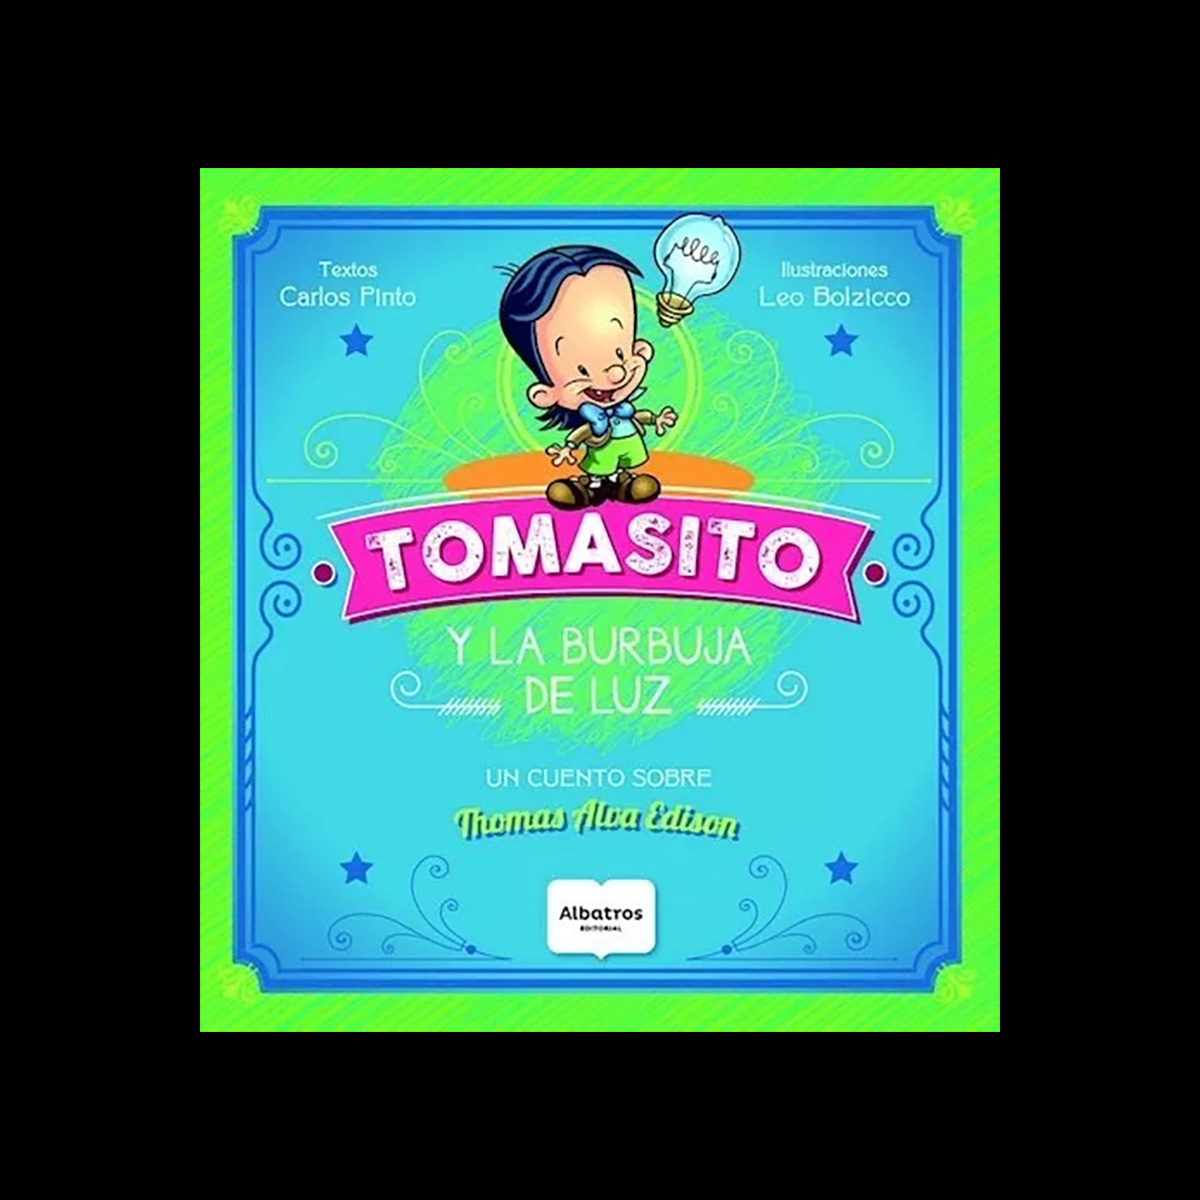 Textos
Carlos Pinto
Ilustraciones
Leo Bolzicco
TOMASITO
Y LA BURBUJA
DE LUZ
UN CUENTO SOBRE
Thomas Alva Edison
Albatros
EDITORIAL